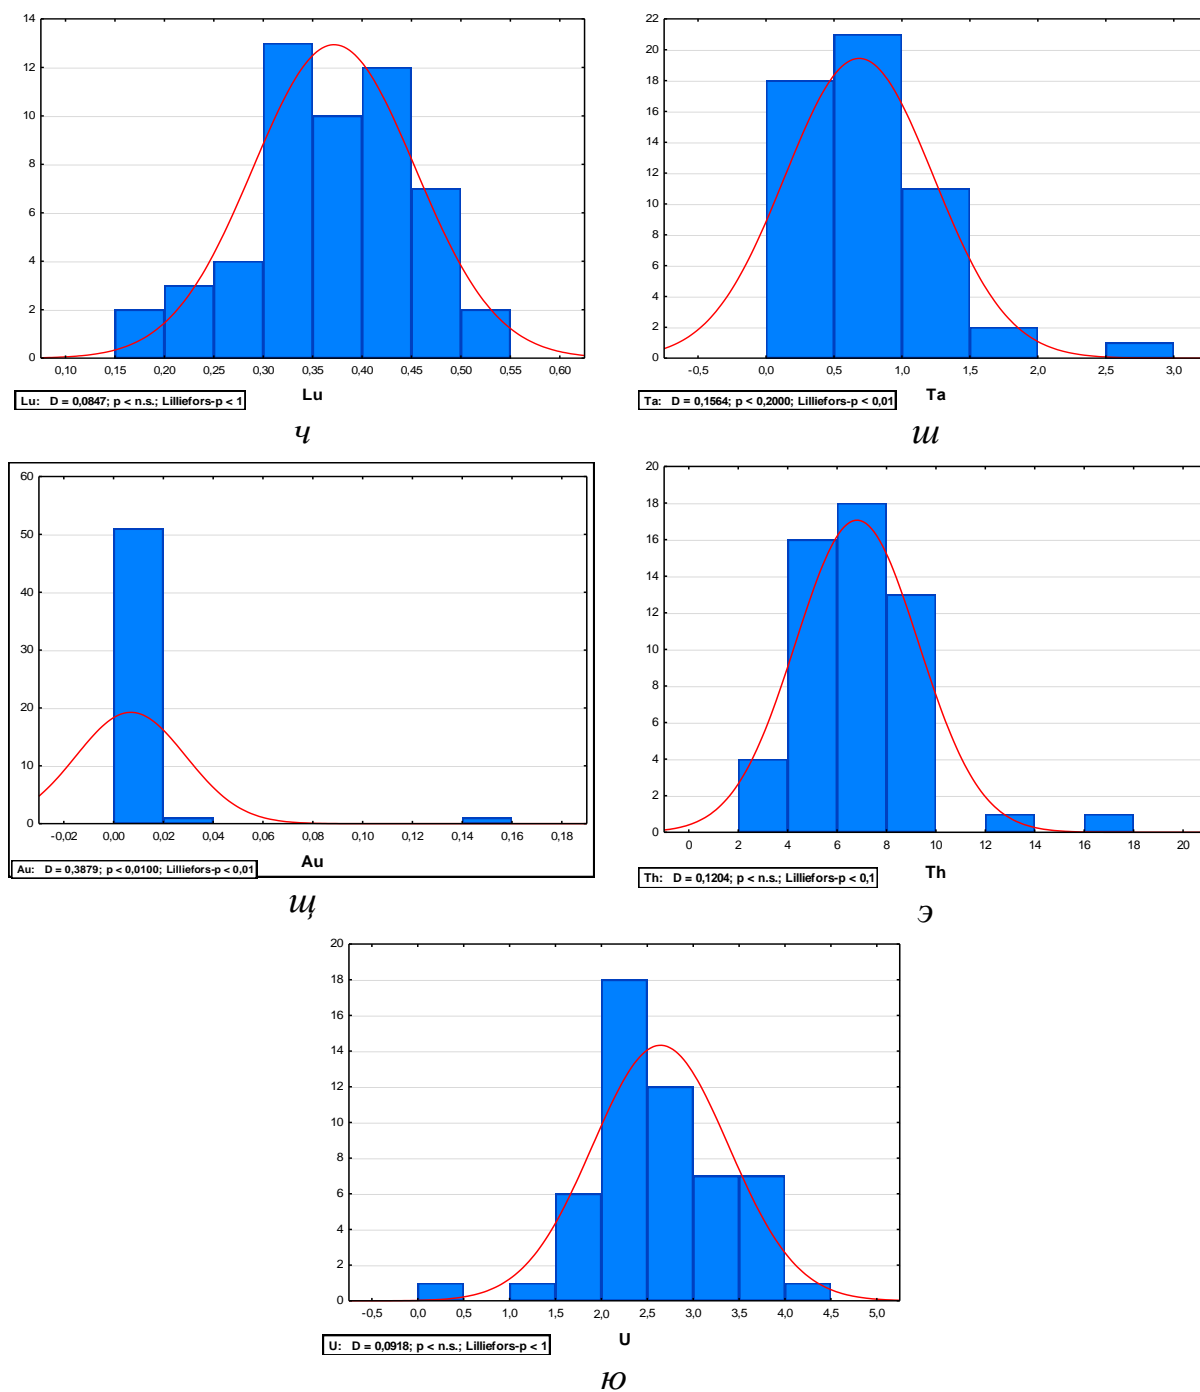 14
12
10
8
6
4
2
0
0,10 0,15 0,20 0,25 0,30 0,35 0,40 0,45 0,50 0,55 0,60
Lu
Lu: D = 0,0847; p < n.s.; Lilliefors-p < 1
ч
22
20
18
16
14
12
10
8
6
4
2
0
-0,5 0,0 0,5 1,0 1,5 2,0 2,5 3,0
Ta
Ta: D = 0,1564; p < 0,2000; Lilliefors-p < 0,01
ш
60
50
40
30
20
10
0
-0,02 0,00 0,02 0,04 0,06 0,08 0,10 0,12 0,14 0,16 0,18
Au
Au: D = 0,3879; p < 0,0100; Lilliefors-p < 0,01
щ
20
18
16
14
12
10
8
6
4
2
0
0 2 4 6 8 10 12 14 16 18 20
Th
Th: D = 0,1204; p < n.s.; Lilliefors-p < 0,1
э
20
18
16
14
12
10
8
6
4
2
0
-0,5 0,0 0,5 1,0 1,5 2,0 2,5 3,0 3,5 4,0 4,5 5,0
U
U: D = 0,0918; p < n.s.; Lilliefors-p < 1
ю